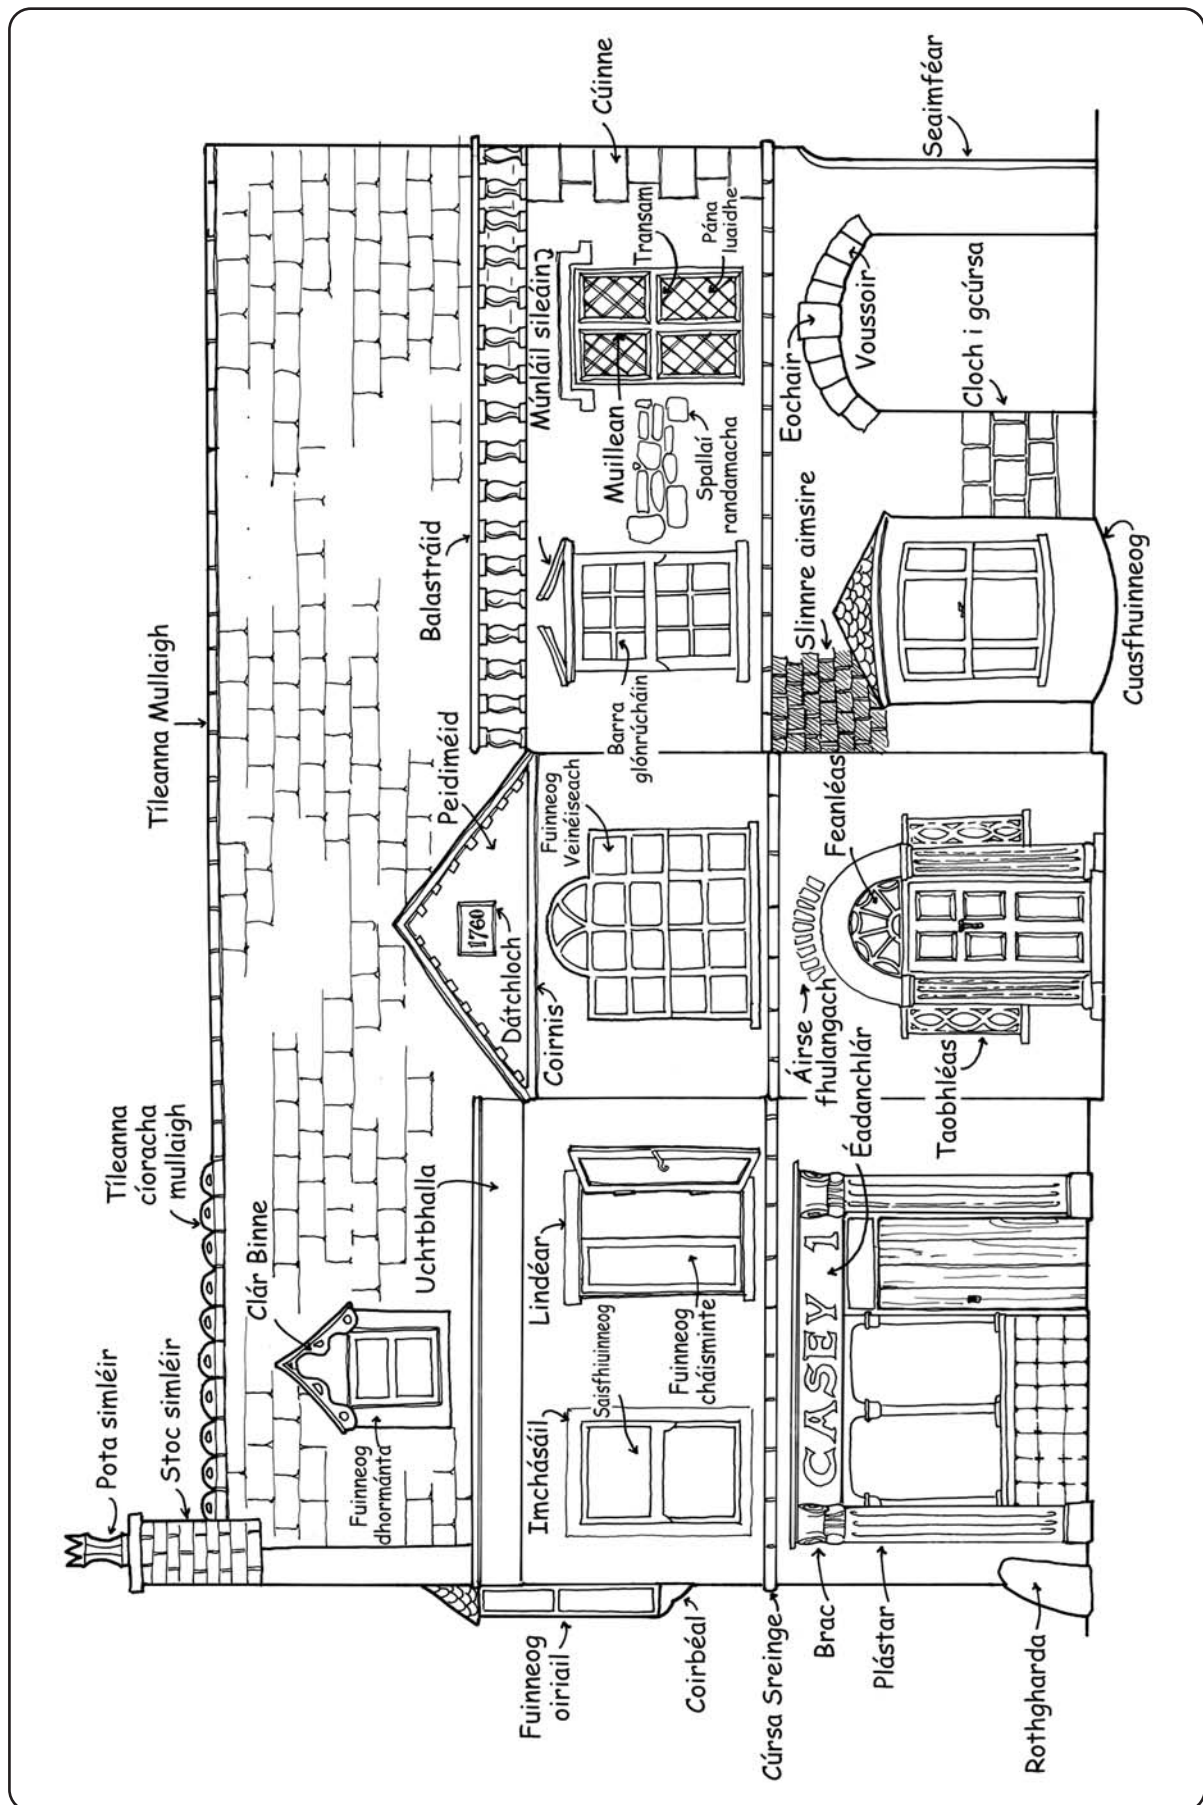 Tíleanna Mullaigh
Tíleanna
cíoracha
mullaigh
Pota simléir
Stoc simléir
Clár Binne
Fuinneog
dhormánta
Uchtbhalla
Peidiméid
1760
Dátchloch
Coirnis
Balastráid
Múnláil sileáin
Cúinne
Transam
Pána
luaidhe
Muillean
Spallaí
randamacha
Barra
glónrúcháin
Fuinneog
Veinéiseach
Lindéar
Fuinneog
cháisminte
Imchásáil
Saisfhiuinneog
Fuinneog
oiriail
Coirbéal
Cúrsa Sreinge
Brac
Plástar
Rothgharda
CASEY 1
Éadanchlár
Áirse
fhulangach
Feanléas
Taobhléas
Slinnre aimsire
Cuasfhuinneog
Eochair
Voussoir
Cloch i gcúrsa
Seaimféar